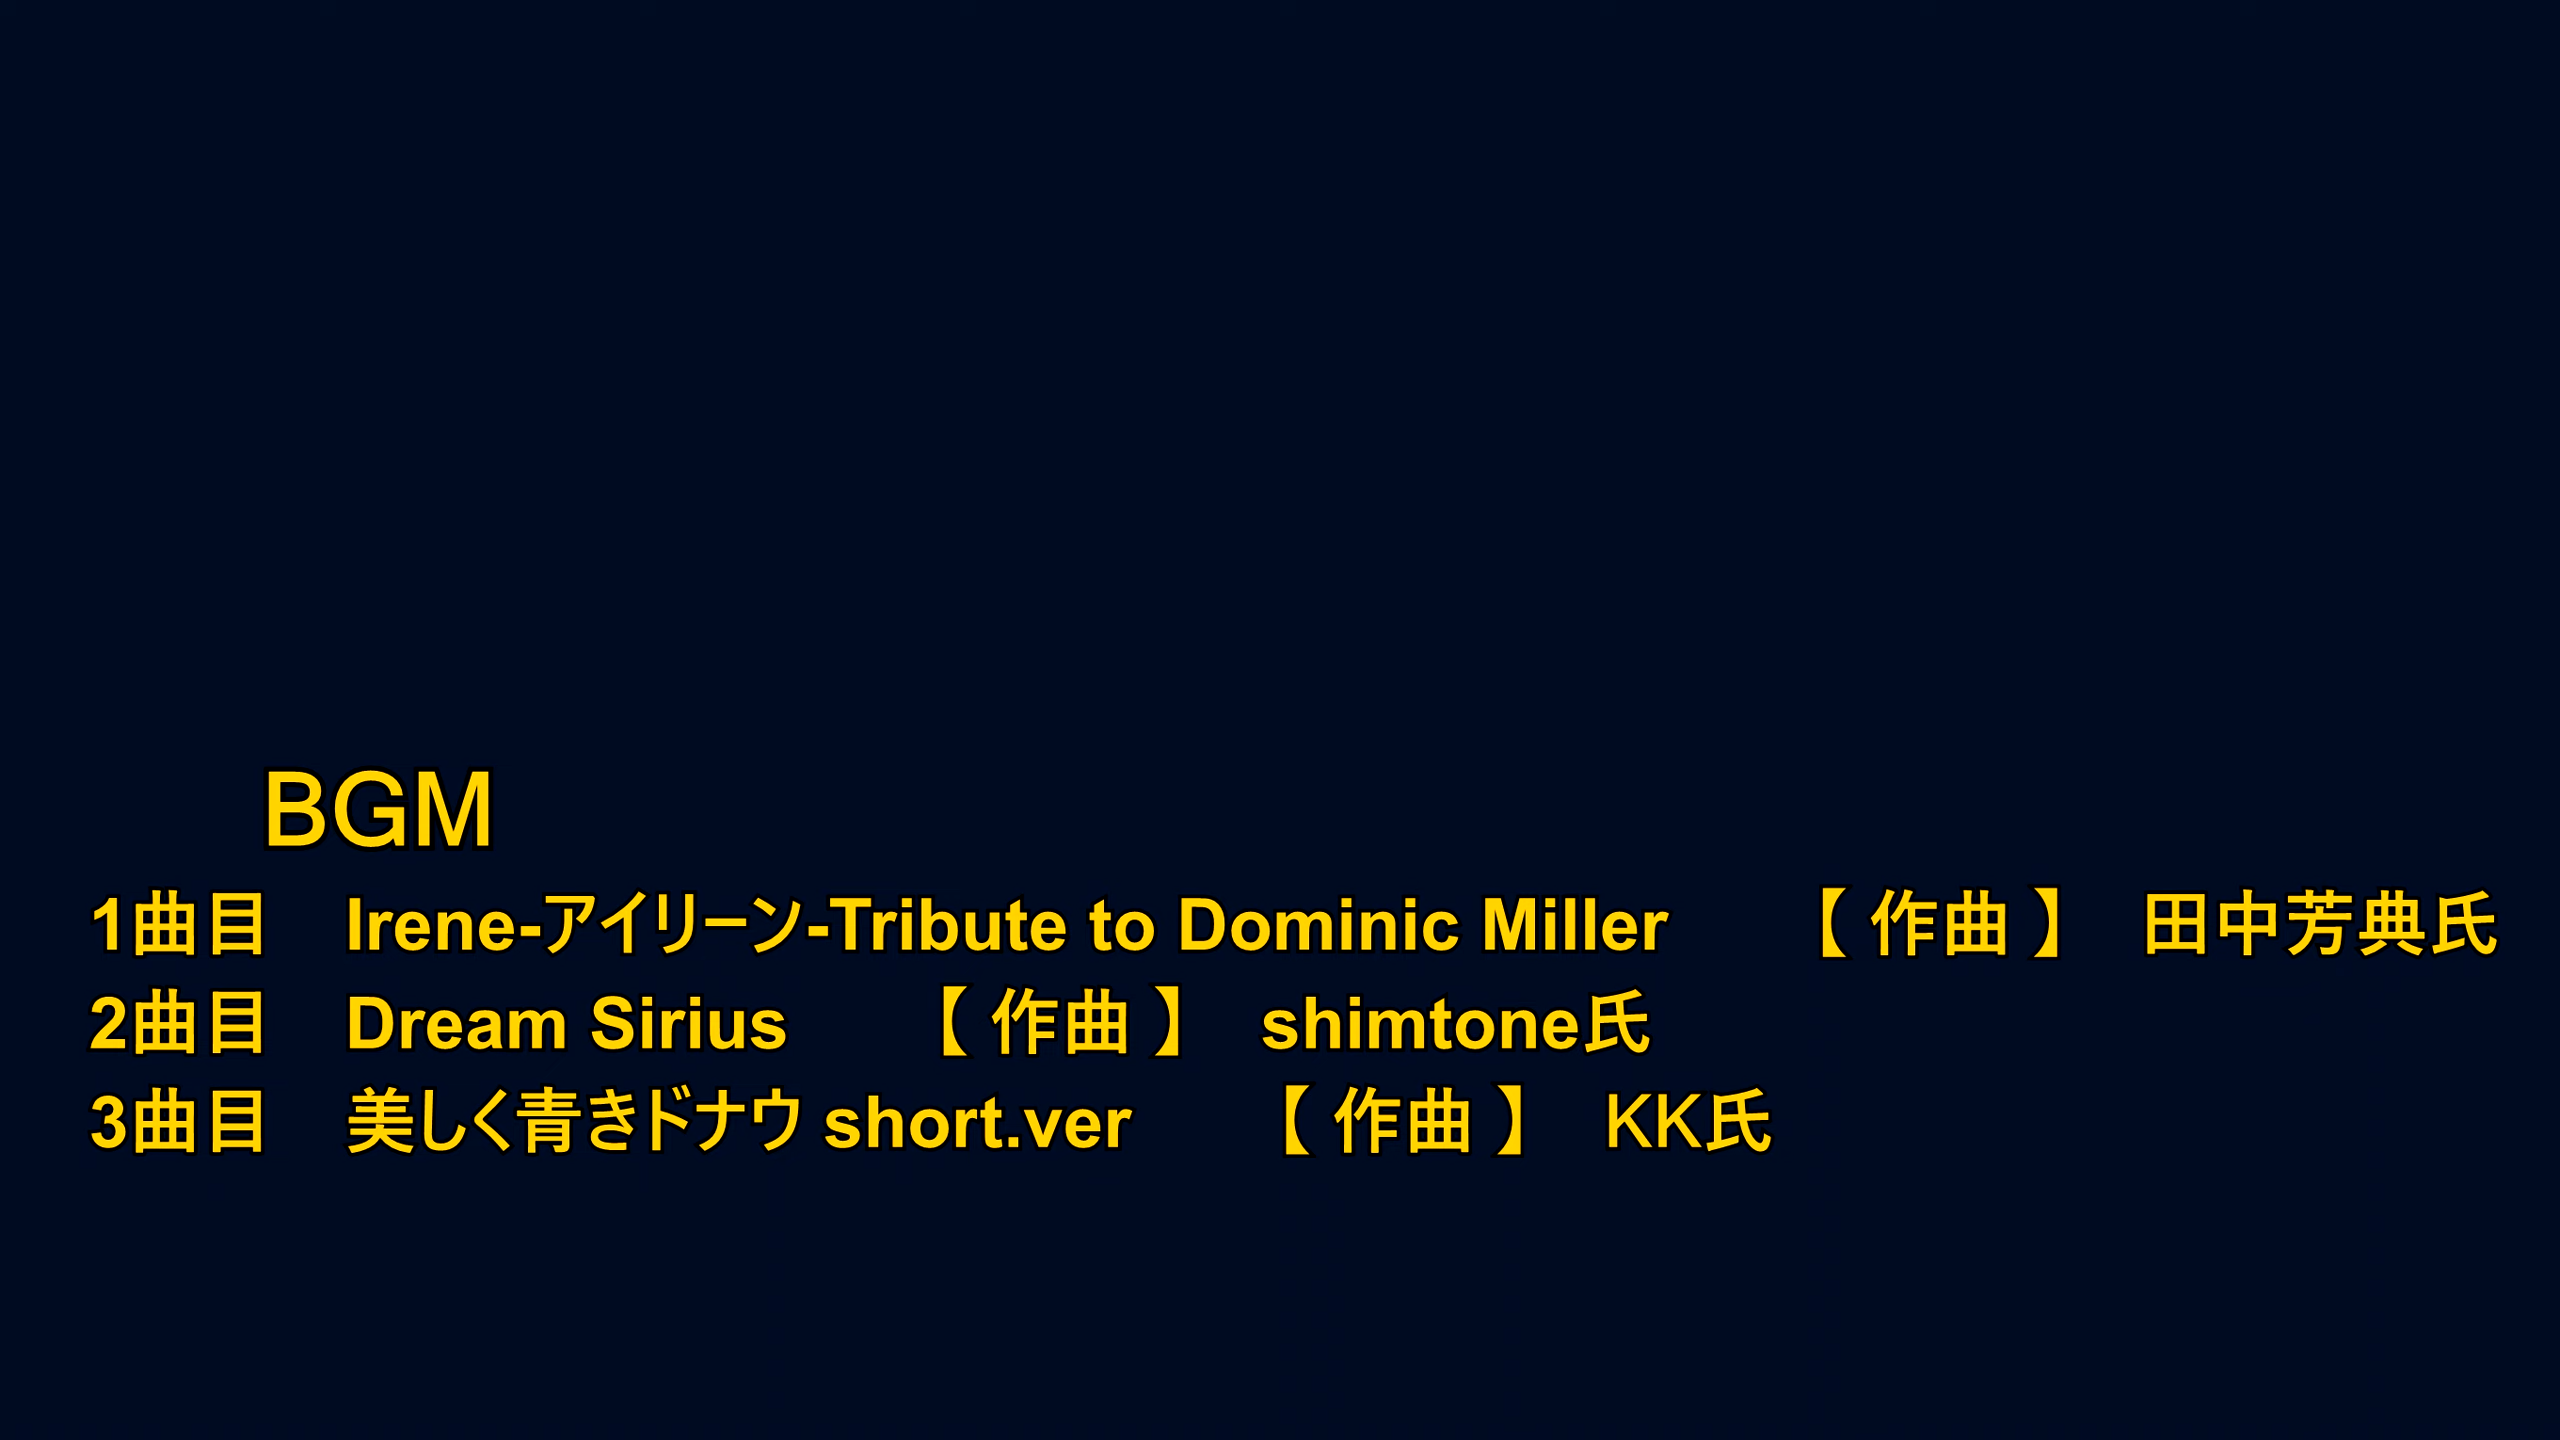 BGM
1曲目　Irene-アイリーン-Tribute to Dominic Miller　【 作曲 】　田中芳典氏
2曲目　Dream Sirius　【 作曲 】　shimtone氏
3曲目　美しく青きドナウ short.ver　【 作曲 】　KK氏